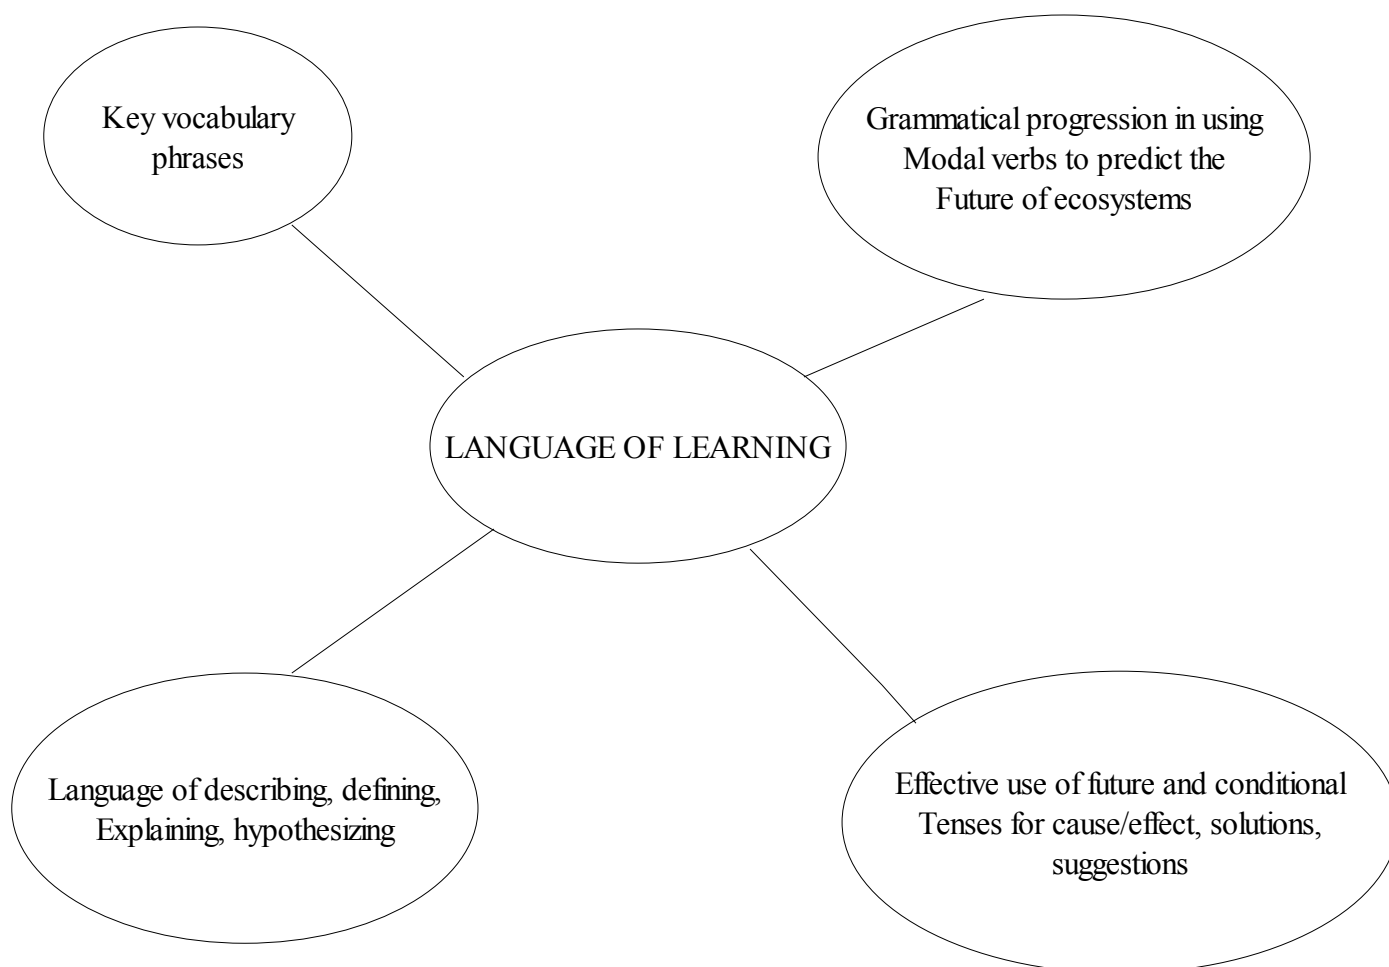 Key vocabulary
phrases
Grammatical progression in using
Modal verbs to predict the
Future of ecosystems
LANGUAGE OF LEARNING
Language of describing, defining,
Explaining, hypothesizing
Effective use of future and conditional
Tenses for cause/effect, solutions,
suggestions